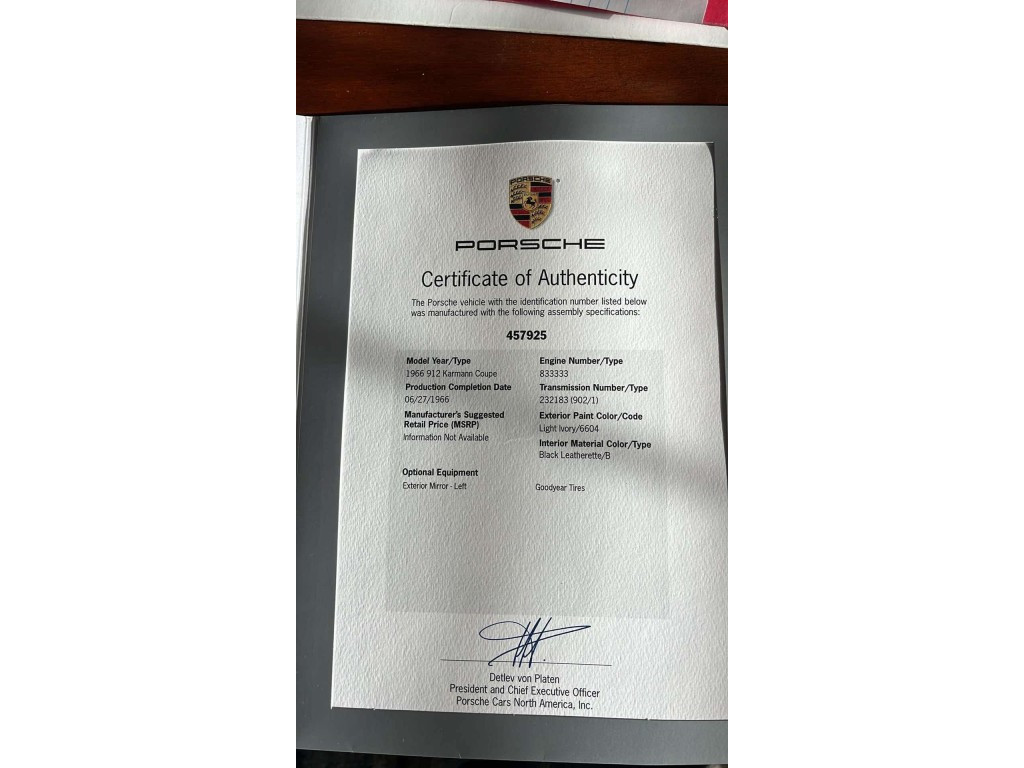 PORSCHE
PORSCHE
Certificate of Authenticity
The Porsche vehicle with the identification number listed below
was manufactured with the following assembly specifications:
457925
Model Year/Type
1966 912 Karmann Coupe
Production Completion Date
06/27/1966
Manufacturer's Suggested
Retail Price (MSRP)
Information Not Available
Engine Number/Type
833333
Transmission Number/Type
232183 (902/1)
Exterior Paint Color/Code
Light Ivory/6604
Interior Material Color/Type
Black Leatherette/B
Optional Equipment
Exterior Mirror - Left
Goodyear Tires
Detlev von Platen
President and Chief Executive Officer
Porsche Cars North America, Inc.